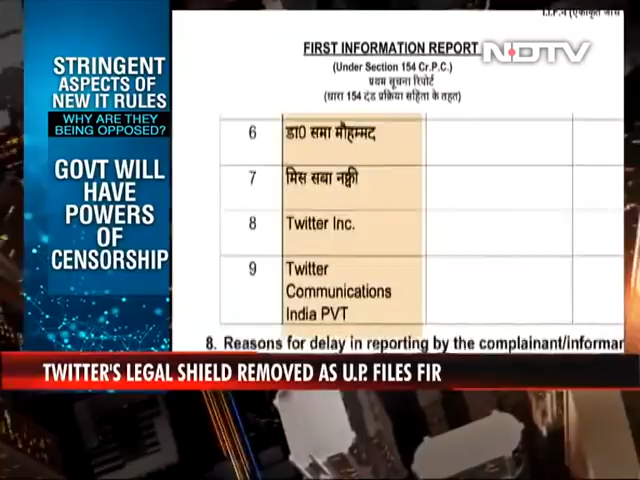 STRINGENT
ASPECTS OF
NEW IT RULES
WHY ARE THEY
BEING OPPOSED?
GOVT WILL
HAVE
POWERS
OF
CENSORSHIP
NDTV
FIRST INFORMATION REPORT
(Under Section 154 Cr.P.C.)
प्रथम सूचना रिपोर्ट
(धारा 154 दंड प्रक्रिया संहिता के तहत)
6 डा0 समा मौहम्मद
7 मिस सबा नक़्वी
8 Twitter Inc.
9 Twitter
Communications
India PVT
8. Reasons for delay in reporting by the complainant/informar
TWITTER'S LEGAL SHIELD REMOVED AS U.P. FILES FIR